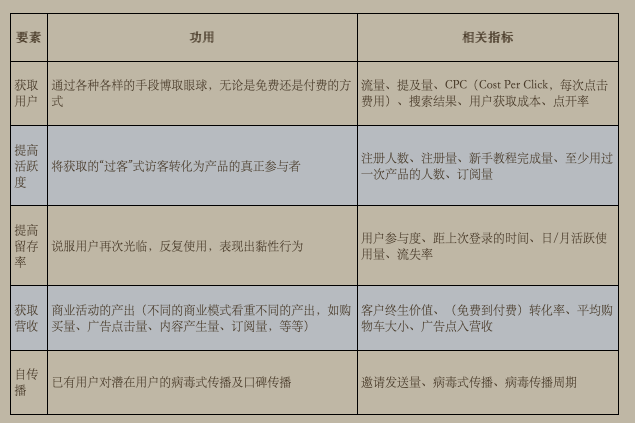 要素
功用
相关指标
获取
用户
通过各种各样的手段博取眼球，无论是免费还是付费的方
式
流量、提及量、CPC（Cost Per Click，每次点击
费用）、搜索结果、用户获取成本、点开率
提高
活跃
度
将获取的“过客”式访客转化为产品的真正参与者
注册人数、注册量、新手教程完成量、至少用过
一次产品的人数、订阅量
提高
留存
率
说服用户再次光临，反复使用，表现出黏性行为
用户参与度、距上次登录的时间、日/月活跃使
用量、流失率
获取
营收
商业活动的产出（不同的商业模式看重不同的产出，如购
买量、广告点击量、内容产生量、订阅量，等等）
客户终生价值、（免费到付费）转化率、平均购
物车大小、广告点入营收
自传
播
已有用户对潜在用户的病毒式传播及口碑传播
邀请发送量、病毒式传播、病毒传播周期